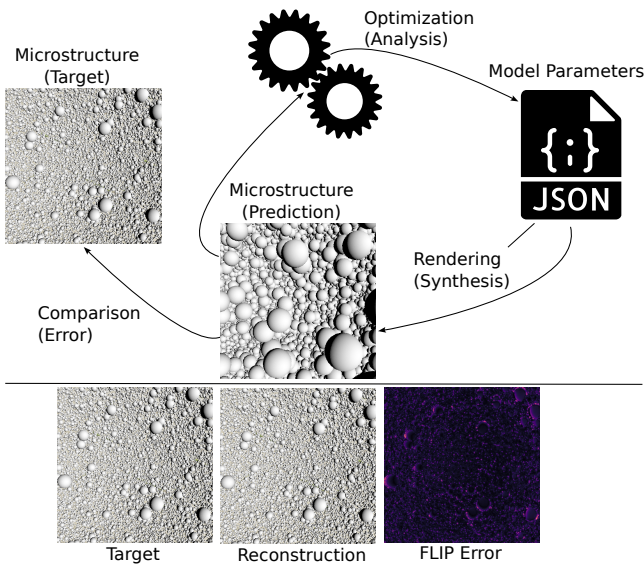 Optimization
(Analysis)
Microstructure
(Target)
Model Parameters
{;}
JSON
Microstructure
(Prediction)
Rendering
(Synthesis)
Comparison
(Error)
Target
Reconstruction
FLIP Error